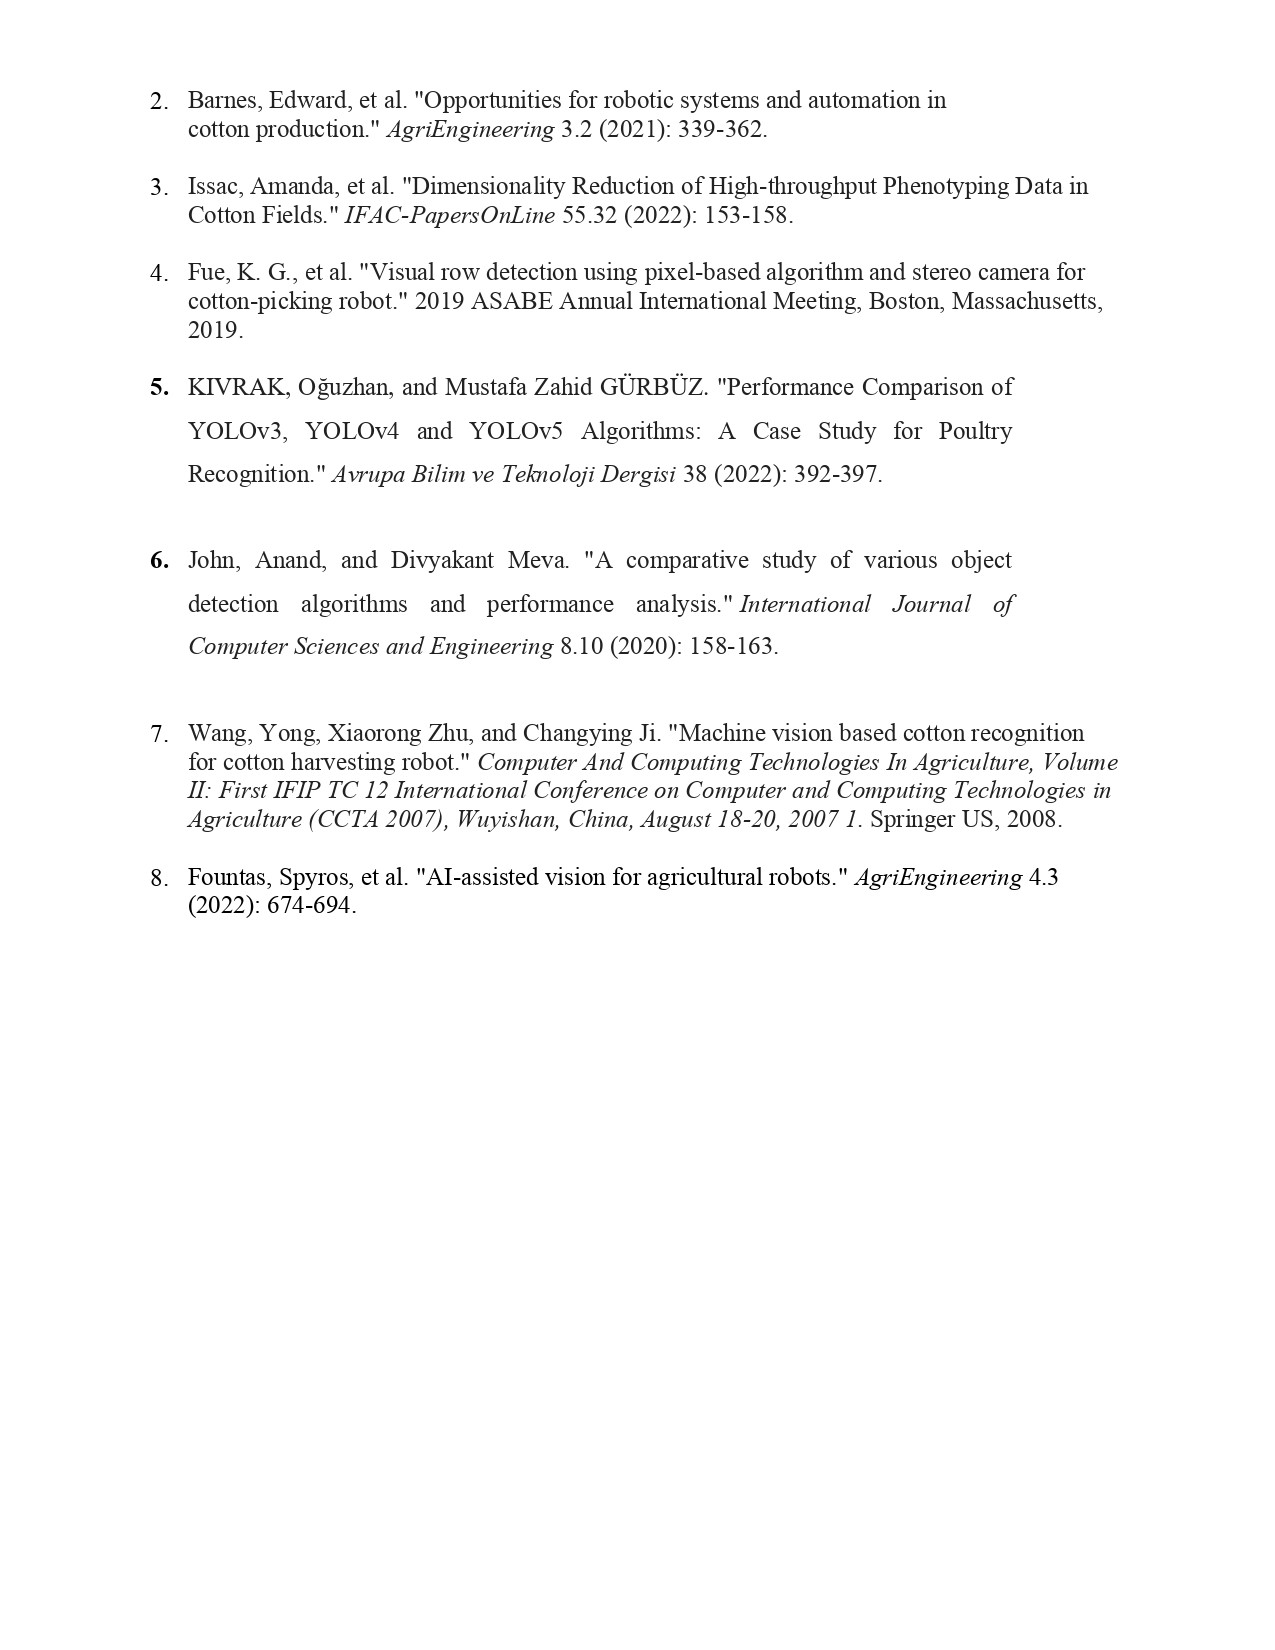 2. Barnes, Edward, et al. "Opportunities for robotic systems and automation in
cotton production." AgriEngineering 3.2 (2021): 339-362.
3. Issac, Amanda, et al. "Dimensionality Reduction of High-throughput Phenotyping Data in
Cotton Fields." IFAC-PapersOnLine 55.32 (2022): 153-158.
4. Fue, K. G., et al. "Visual row detection using pixel-based algorithm and stereo camera for
cotton-picking robot." 2019 ASABE Annual International Meeting, Boston, Massachusetts,
2019.
5. KIVRAK, Oğuzhan, and Mustafa Zahid GÜRBÜZ. "Performance Comparison of
YOLOv3, YOLOv4 and YOLOv5 Algorithms: A Case Study for Poultry
Recognition." Avrupa Bilim ve Teknoloji Dergisi 38 (2022): 392-397.
6. John, Anand, and Divyakant Meva. "A comparative study of various object
detection algorithms and performance analysis." International Journal of
Computer Sciences and Engineering 8.10 (2020): 158-163.
7. Wang, Yong, Xiaorong Zhu, and Changying Ji. "Machine vision based cotton recognition
for cotton harvesting robot." Computer And Computing Technologies In Agriculture, Volume
II: First IFIP TC 12 International Conference on Computer and Computing Technologies in
Agriculture (CCTA 2007), Wuyishan, China, August 18-20, 2007 1. Springer US, 2008.
8. Fountas, Spyros, et al. "AI-assisted vision for agricultural robots." AgriEngineering 4.3
(2022): 674-694.